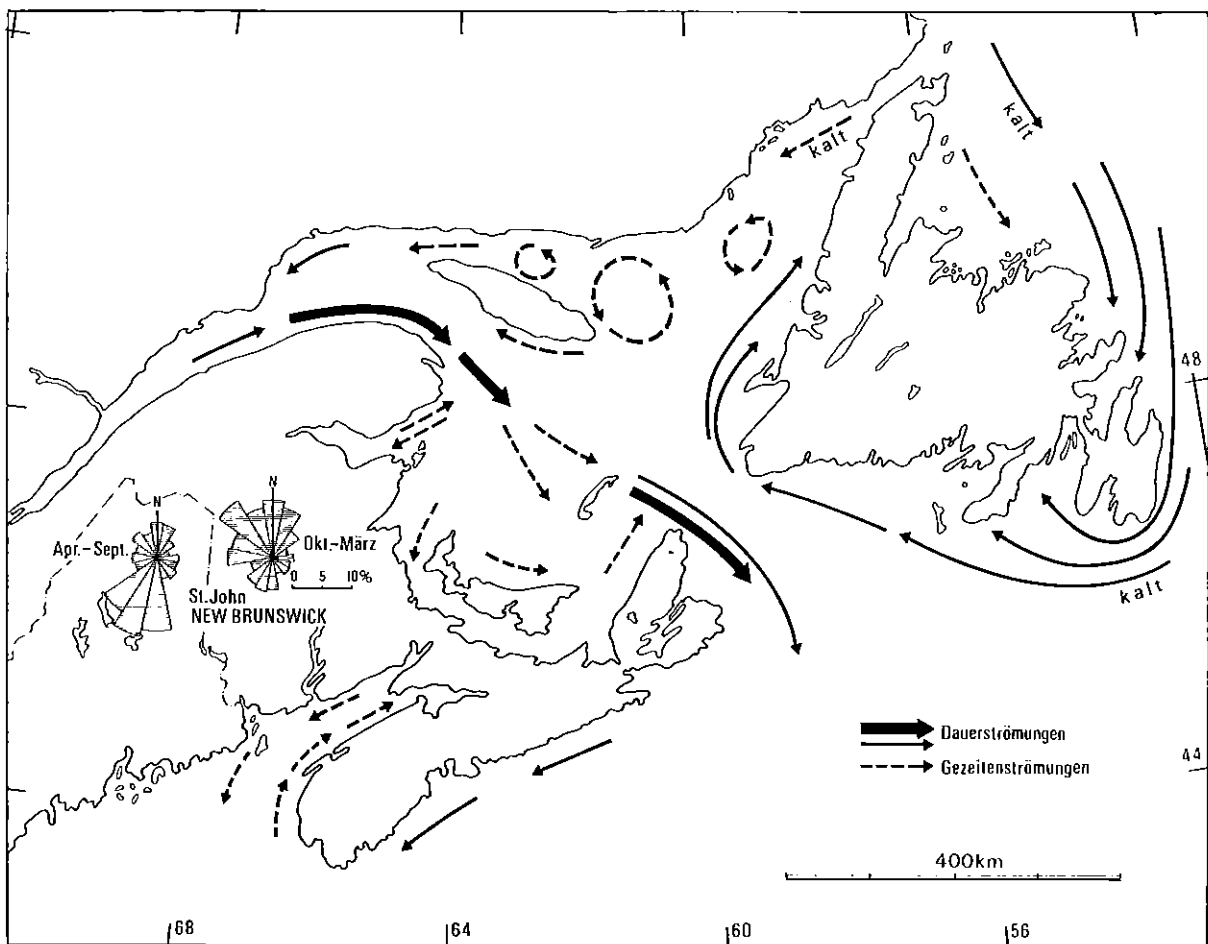 kalt
kalt
48
N
N
Apr.-Sept.
Okt.-März
0 5 10%
St.John
NEW BRUNSWICK
kalt
Dauerströmungen
Gezeitenströmungen
44
400km
68
64
60
56